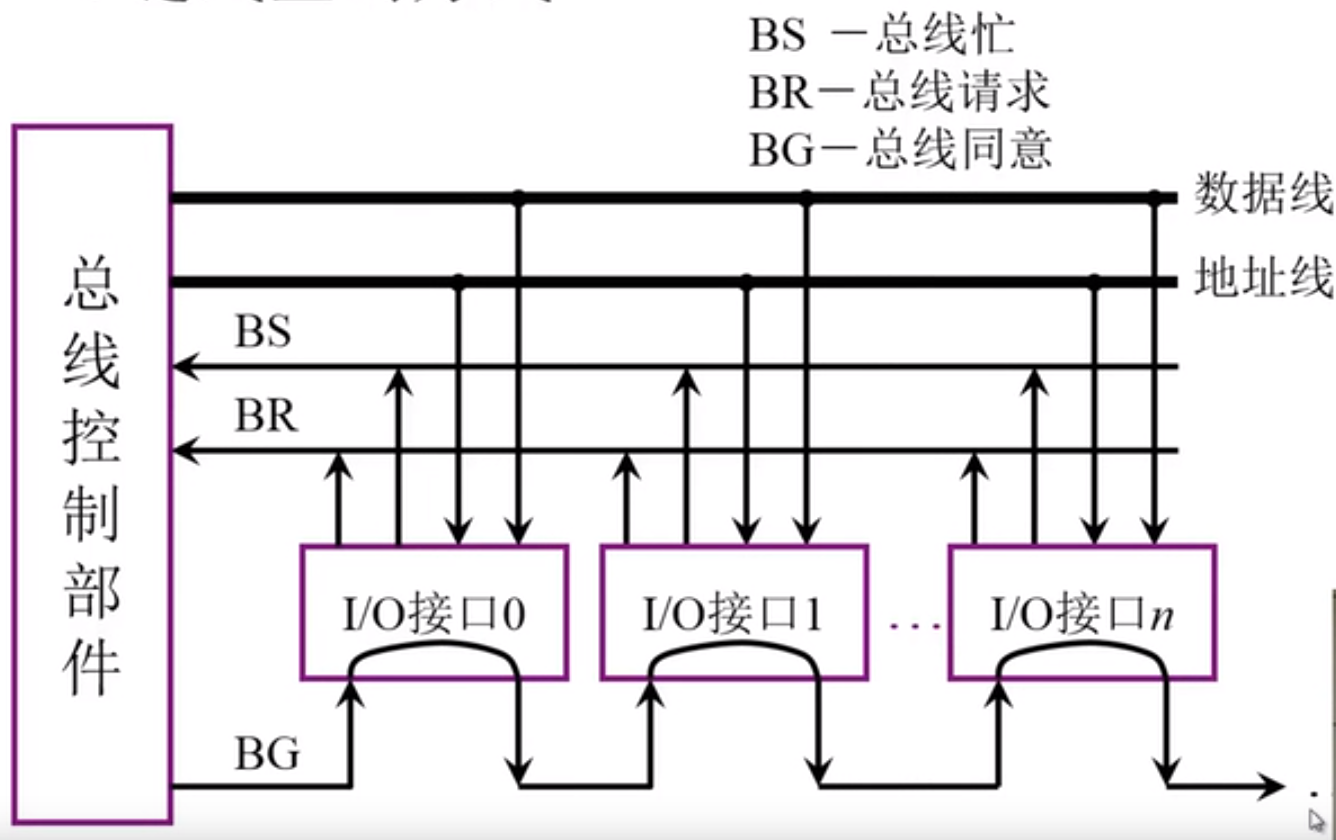 BS －总线忙
BR－总线请求
BG－总线同意
数据线
地址线
BS
BR
总线控制部件
I/O接口0
I/O接口1
···
I/O接口n
BG